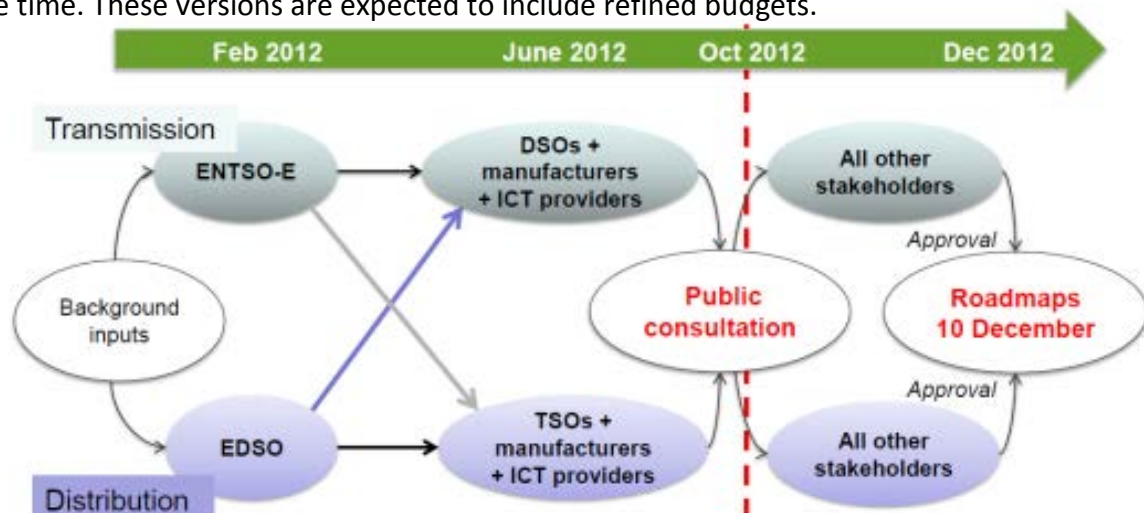 e time. These versions are expected to include refined budgets.
Feb 2012
June 2012
Oct 2012
Dec 2012
Transmission
ENTSO-E
DSOs +
manufacturers
+ ICT providers
All other
stakeholders
Approval
Background
inputs
Public
consultation
Roadmaps
10 December
Approval
EDSO
TSOs +
manufacturers
+ ICT providers
All other
stakeholders
Distribution